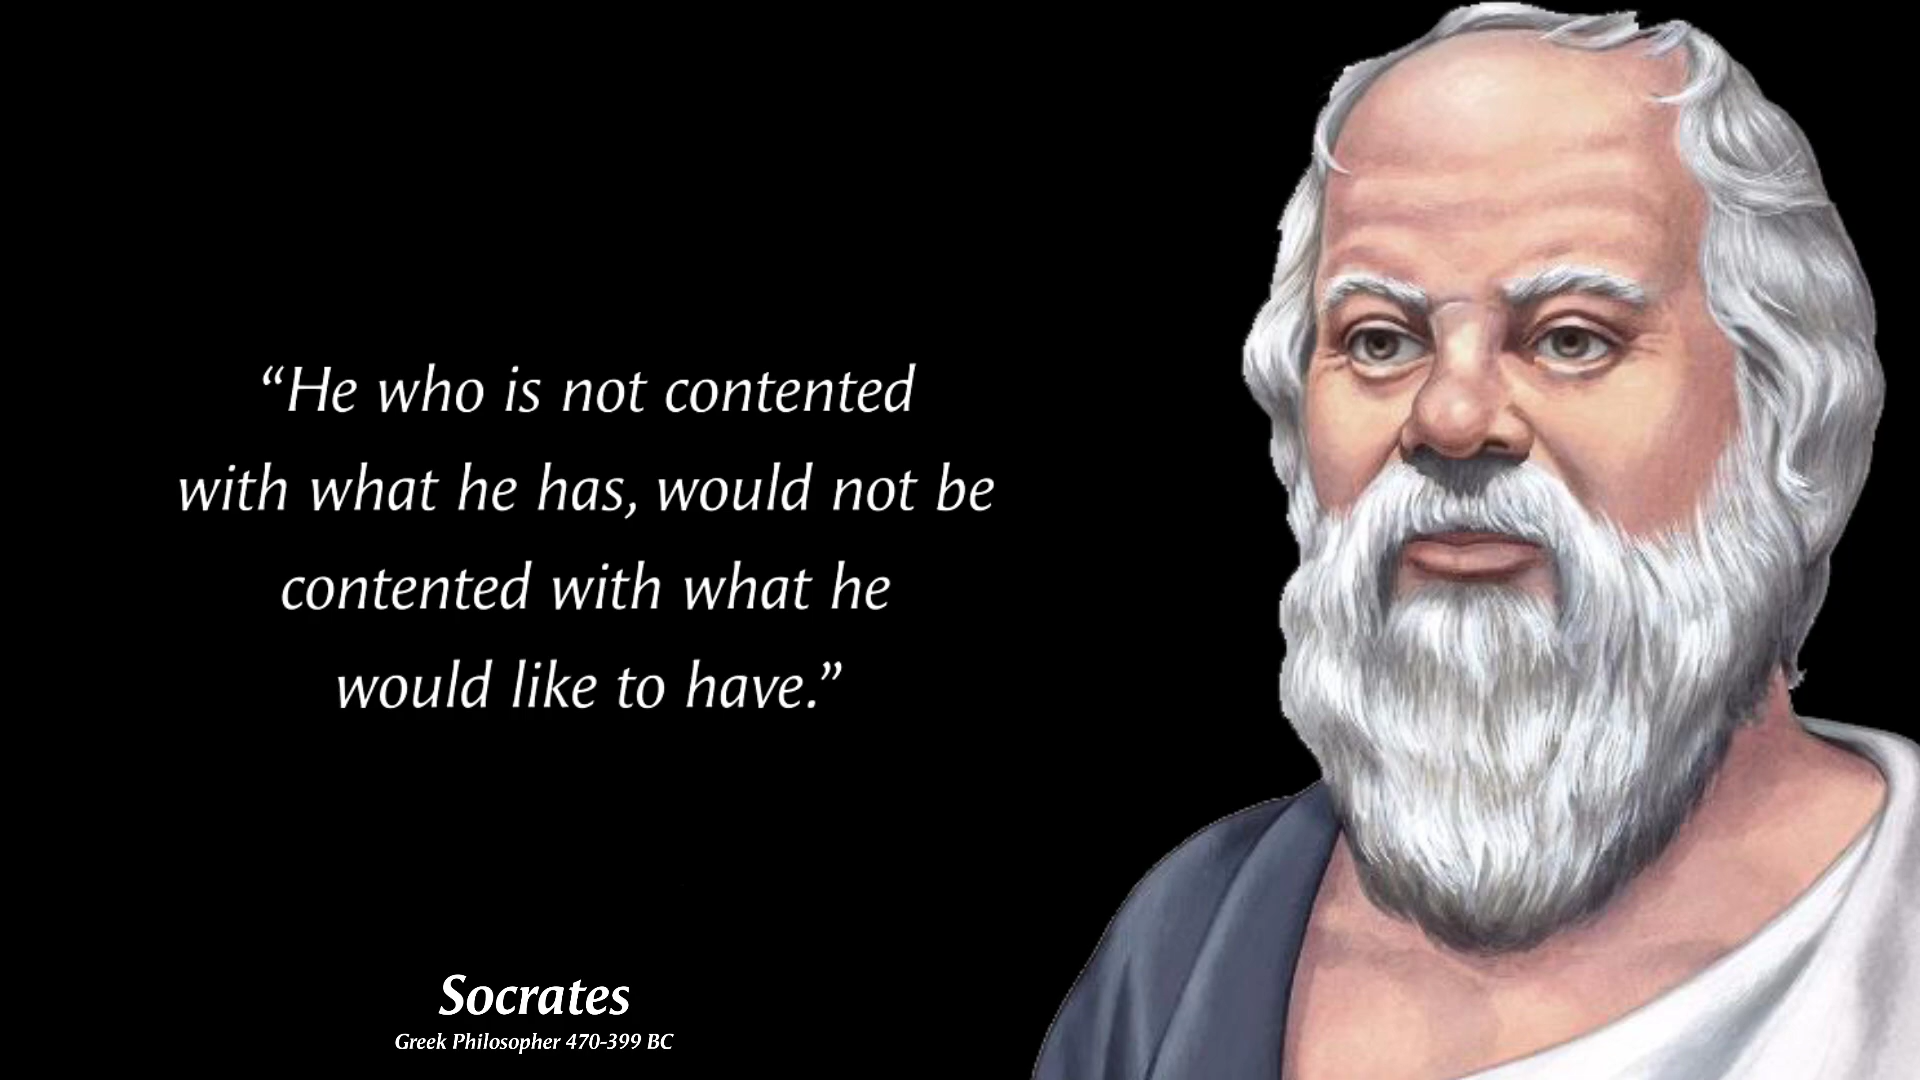 “He who is not contented
with what he has, would not be
contented with what he
would like to have.”
Socrates
Greek Philosopher 470-399 BC